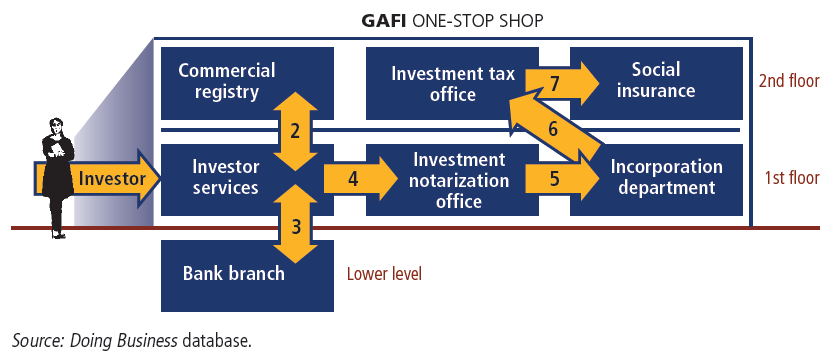 GAFI ONE-STOP SHOP
Commercial
registry
Investment tax
office
7
Social
insurance
2nd floor
2
6
Investor
Investor
services
4
Investment
notarization
office
5
Incorporation
department
1st floor
3
Bank branch
Lower level
Source: Doing Business database.